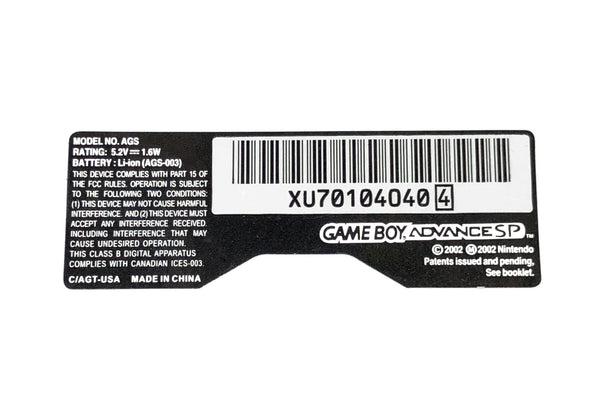 MODEL NO. AGS
RATING: 5.2V⎓ 1.6W
BATTERY : Li-ion (AGS-003)
THIS DEVICE COMPLIES WITH PART 15 OF
THE FCC RULES. OPERATION IS SUBJECT
TO THE FOLLOWING TWO CONDITIONS:
(1) THIS DEVICE MAY NOT CAUSE HARMFUL
INTERFERENCE. AND (2) THIS DEVICE MUST
ACCEPT ANY INTERFERENCE RECEIVED.
INCLUDING INTERFERENCE THAT MAY
CAUSE UNDESIRED OPERATION.
THIS CLASS B DIGITAL APPARATUS
COMPLIES WITH CANADIAN ICES-003.
C/AGT-USA MADE IN CHINA
XU70104040 4
GAME BOY ADVANCE SP™
©2002 Ⓜ2002 Nintendo
Patents issued and pending,
See booklet.